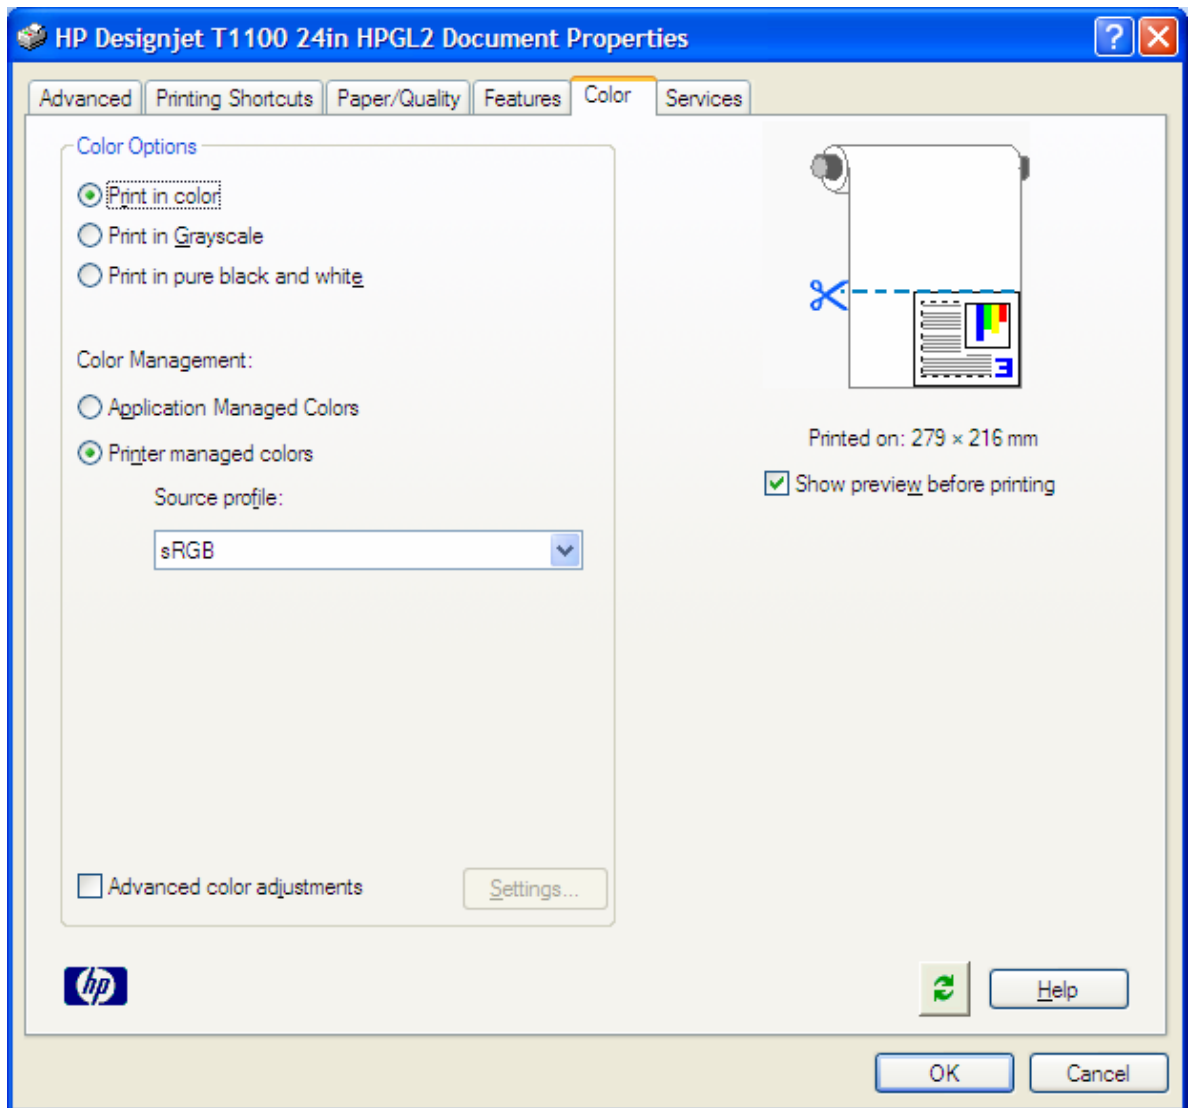 HP Designjet T1100 24in HPGL2 Document Properties
Advanced Printing Shortcuts Paper/Quality Features Color Services
Color Options
Print in color
Print in Grayscale
Print in pure black and white
Color Management:
Application Managed Colors
Printer managed colors
Source profile:
sRGB
Advanced color adjustments Settings...
3
Printed on: 279 × 216 mm
Show preview before printing
hp
Help
OK Cancel